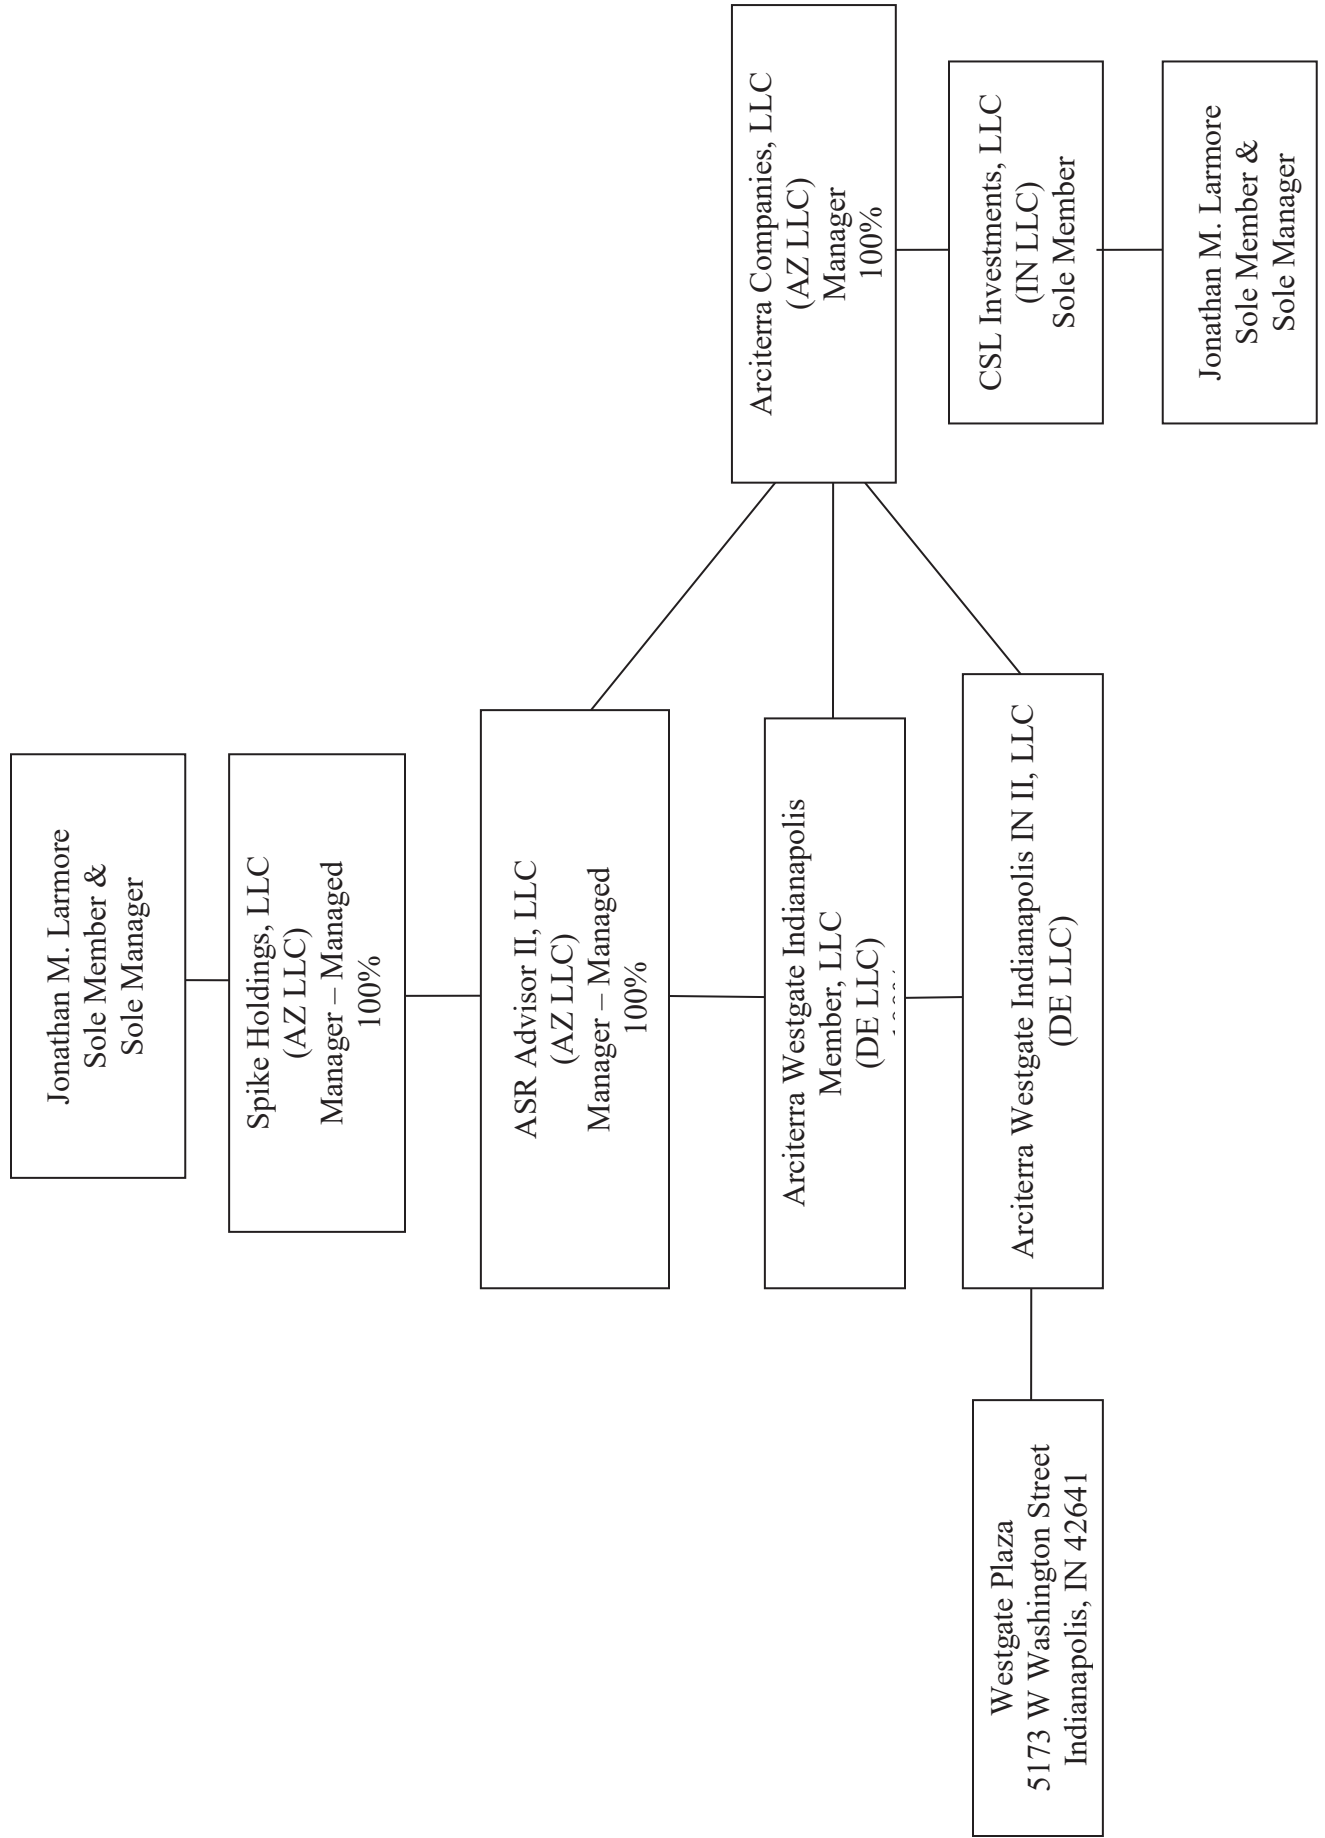 Jonathan M. Larmore
Sole Member &
Sole Manager
Spike Holdings, LLC
(AZ LLC)
Manager – Managed
100%
ASR Advisor II, LLC
(AZ LLC)
Manager – Managed
100%
Arciterra Westgate Indianapolis
Member, LLC
(DE LLC)
Arciterra Companies, LLC
(AZ LLC)
Manager
100%
Westgate Plaza
5173 W Washington Street
Indianapolis, IN 42641
Arciterra Westgate Indianapolis IN II, LLC
(DE LLC)
CSL Investments, LLC
(IN LLC)
Sole Member
Jonathan M. Larmore
Sole Member &
Sole Manager